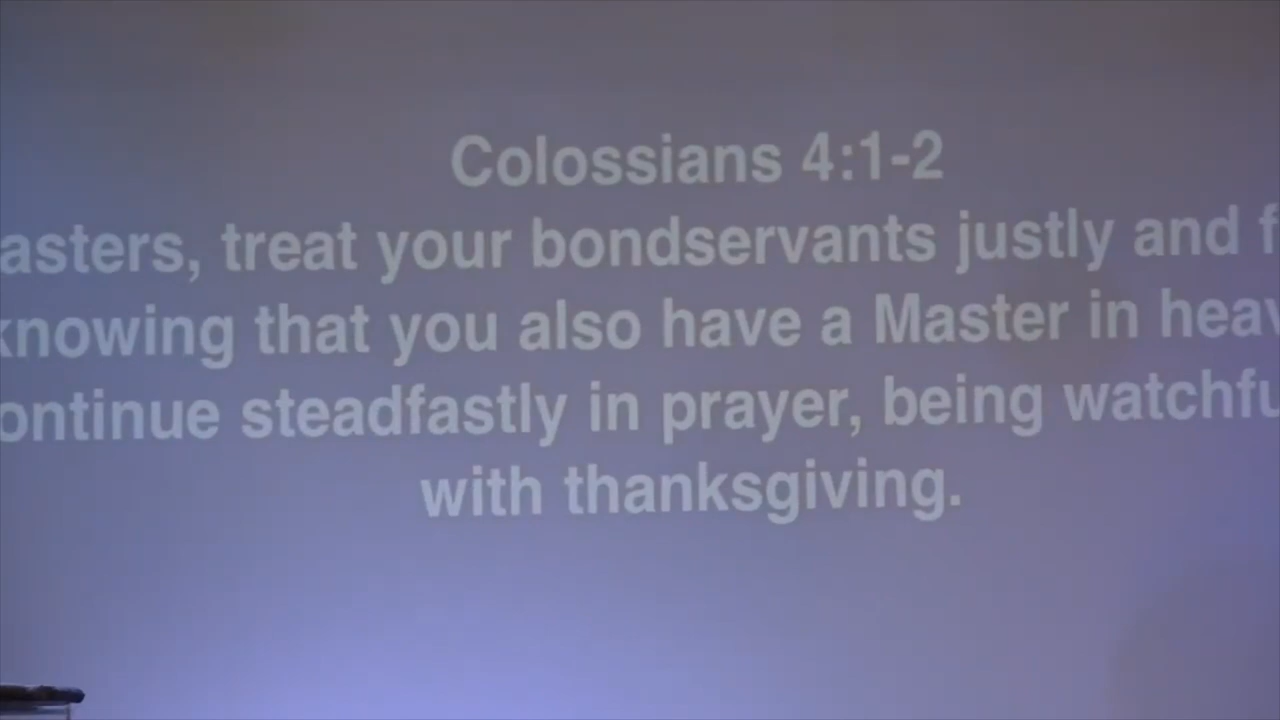 Colossians 4:1-2
asters, treat your bondservants justly and f
knowing that you also have a Master in heav
ontinue steadfastly in prayer, being watchfu
with thanksgiving.